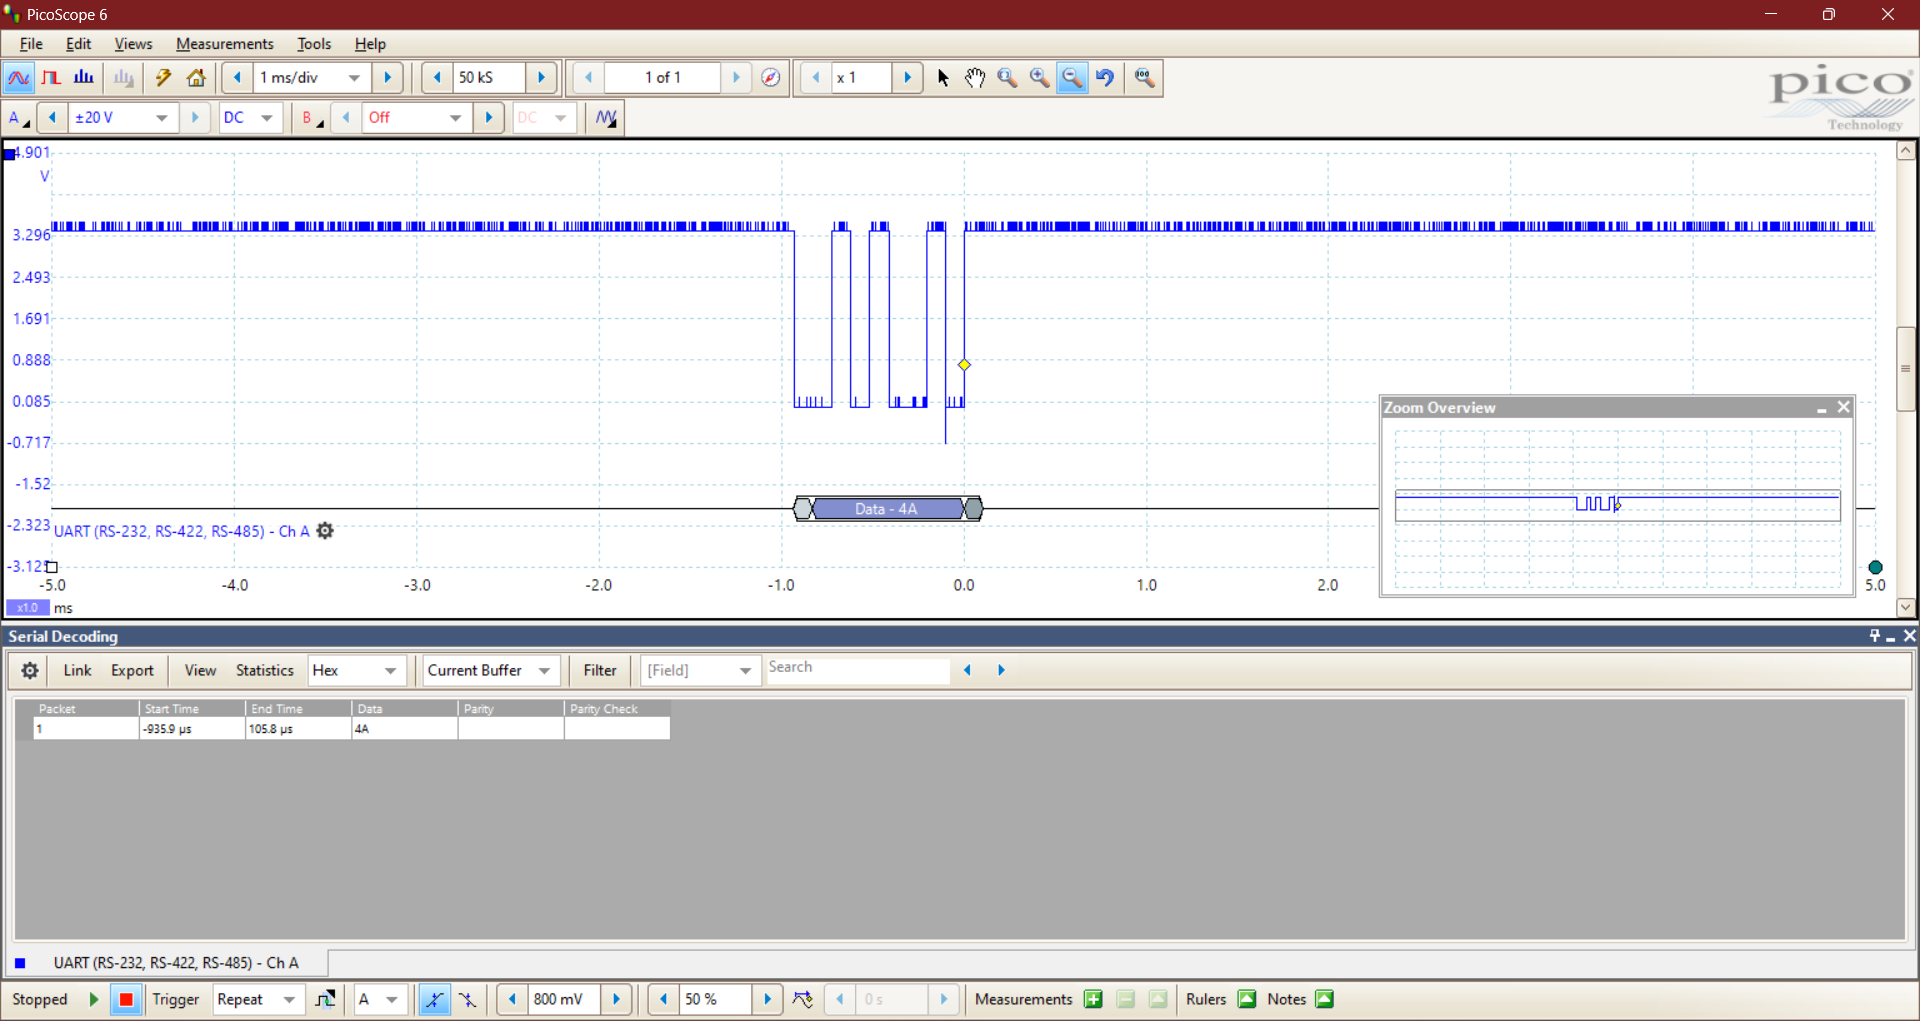 PicoScope 6
File Edit Views Measurements Tools Help
1 ms/div 50 kS 1 of 1 x 1
pico
Technology
A ±20 V DC B Off DC
4.901
V
3.296
2.493
1.691
0.888
0.085
-0.717
-1.52
-2.323
Zoom Overview
Data - 4A
UART (RS-232, RS-422, RS-485) - Ch A
-5.0 -4.0 -3.0 -2.0 -1.0 0.0 1.0 2.0 5.0
x1.0 ms
Serial Decoding
Link Export View Statistics Hex Current Buffer Filter [Field] Search
Packet Start Time End Time Data Parity Parity Check
1 -935.9 µs 105.8 µs 4A
UART (RS-232, RS-422, RS-485) - Ch A
Stopped Trigger Repeat A 800 mV 50 % 0 s Measurements Rulers Notes